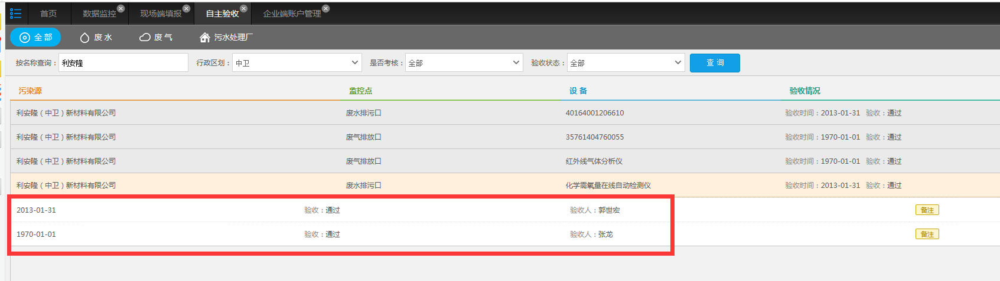 首页 数据监控 现场端填报 自主验收 企业端账户管理
全部 废水 废气 污水处理厂
按名称查询： 利安隆 行政区划： 中卫 是否考核： 全部 验收状态： 全部 查 询
污染源 监控点 设 备 验收情况
利安隆（中卫）新材料有限公司 废水排污口 40164001206610 验收时间：2013-01-31 验收：通过
利安隆（中卫）新材料有限公司 废气排放口 35761404760055 验收时间：1970-01-01 验收：通过
利安隆（中卫）新材料有限公司 废气排放口 红外线气体分析仪 验收时间：1970-01-01 验收：通过
利安隆（中卫）新材料有限公司 废水排污口 化学需氧量在线自动检测仪 验收时间：2013-01-31 验收：通过
2013-01-31 验收：通过 验收人：郭世宏 备注
1970-01-01 验收：通过 验收人：张龙 备注